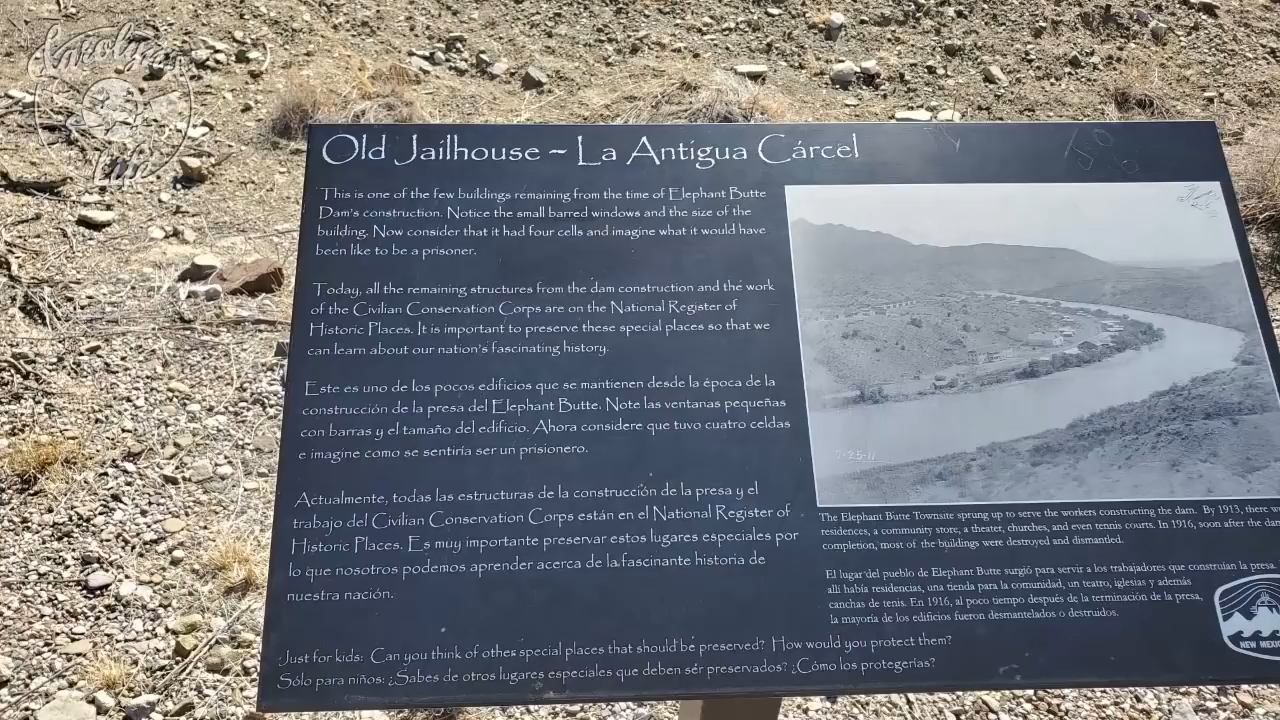 Old Jailhouse ~ La Antigua Cárcel
This is one of the few buildings remaining from the time of Elephant Butte
Dam's construction. Notice the small barred windows and the size of the
building. Now consider that it had four cells and imagine what it would have
been like to be a prisoner.
Today, all the remaining structures from the dam construction and the work
of the Civilian Conservation Corps are on the National Register of
Historic Places. It is important to preserve these special places so that we
can learn about our nation's fascinating history.
Este es uno de los pocos edificios que se mantienen desde la época de la
construcción de la presa del Elephant Butte. Note las ventanas pequeñas
con barras y el tamaño del edificio. Ahora considere que tuvo cuatro celdas
e imagine como se sentiría ser un prisionero.
Actualmente, todas las estructuras de la construcción de la presa y el
trabajo del Civilian Conservation Corps están en el National Register of
Historic Places. Es muy importante preservar estos lugares especiales por
lo que nosotros podemos aprender acerca de la fascinante historia de
nuestra nación.
Just for kids: Can you think of other special places that should be preserved? How would you protect them?
Sólo para niños: ¿Sabes de otros lugares especiales que deben sér preservados? ¿Cómo los protegerías?
7-25-11
The Elephant Butte Townsite sprung up to serve the workers constructing the dam. By 1913, there
residences, a community store, a theater, churches, and even tennis courts. In 1916, soon after the
completion, most of the buildings were destroyed and dismantled.
El lugar del pueblo de Elephant Butte surgió para servir a los trabajadores que construían la presa.
allí había residencias, una tienda para la comunidad, un teatro, iglesias y además
canchas de tenis. En 1916, al poco tiempo después de la terminación de la presa,
la mayoría de los edificios fueron desmantelados o destruidos.
NEW MEXIC